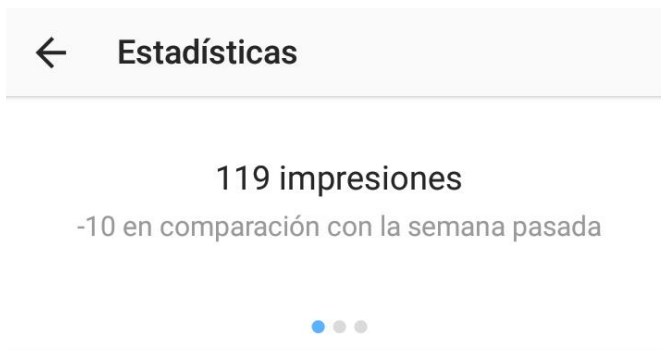 Estadísticas
119 impresiones
-10 en comparación con la semana pasada